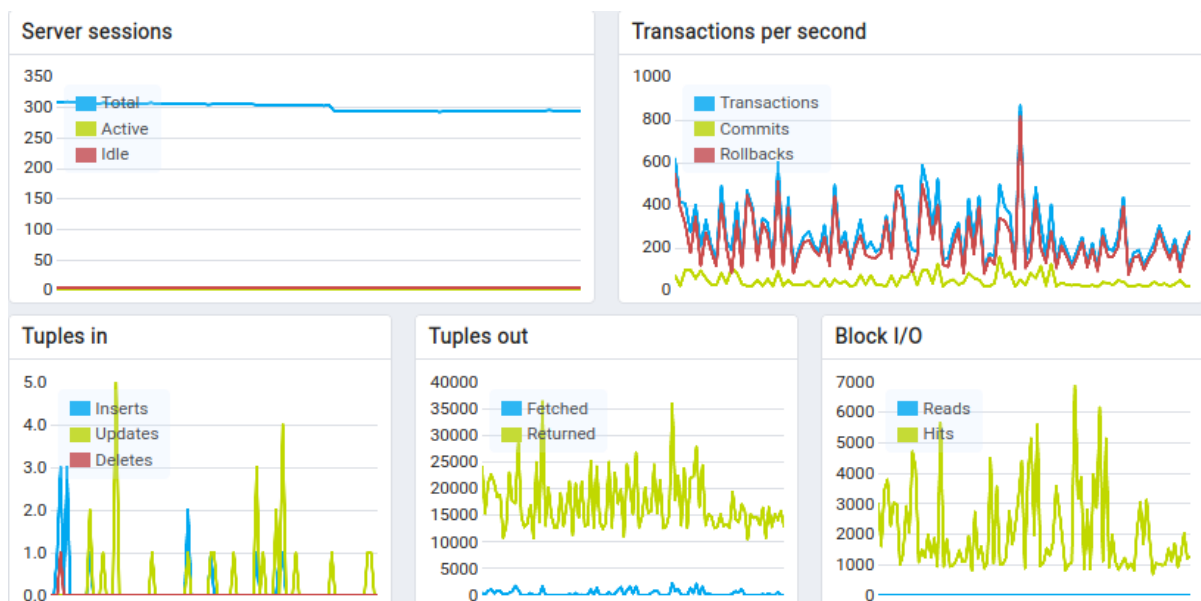 Server sessions
350
300
250
200
150
100
50
0
Total
Active
Idle
Transactions per second
1000
800
600
400
200
0
Transactions
Commits
Rollbacks
Tuples in
5.0
4.0
3.0
2.0
1.0
0.0
Inserts
Updates
Deletes
Tuples out
40000
35000
30000
25000
20000
15000
10000
5000
0
Fetched
Returned
Block I/O
7000
6000
5000
4000
3000
2000
1000
0
Reads
Hits